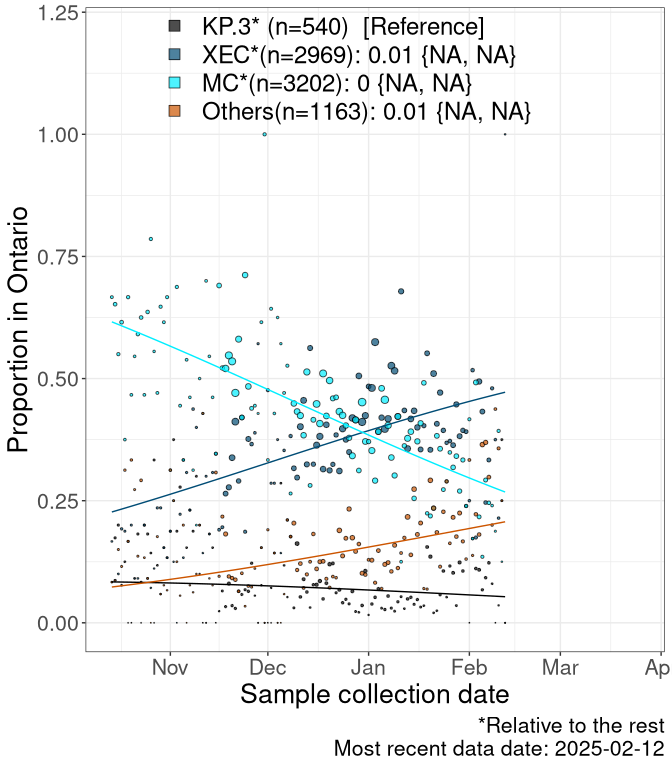 KP.3* (n=540)  [Reference]
XEC*(n=2969): 0.01 {NA, NA}
MC*(n=3202): 0 {NA, NA}
Others(n=1163): 0.01 {NA, NA}
Proportion in Ontario
1.25
1.00
0.75
0.50
0.25
0.00
Nov Dec Jan Feb Mar Ap
Sample collection date
*Relative to the rest
Most recent data date: 2025-02-12